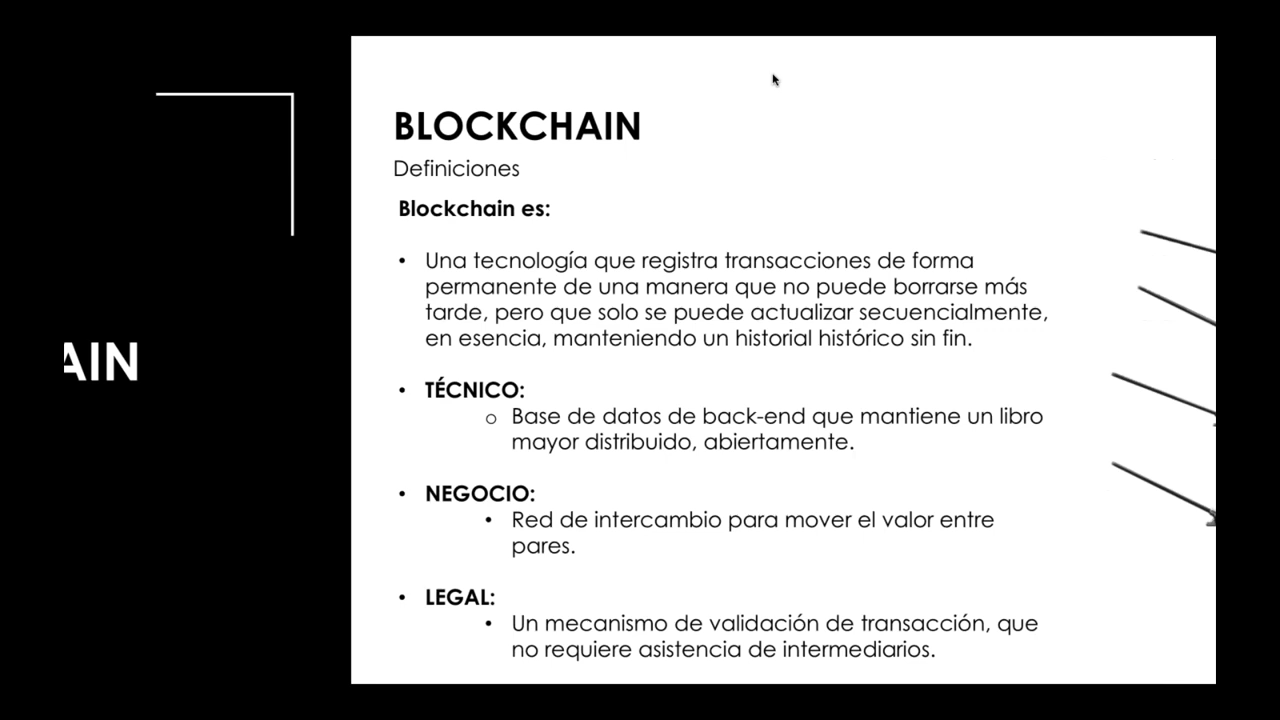 BLOCKCHAIN
Definiciones
Blockchain es:
• Una tecnología que registra transacciones de forma
permanente de una manera que no puede borrarse más
tarde, pero que solo se puede actualizar secuencialmente,
en esencia, manteniendo un historial histórico sin fin.
• TÉCNICO:
o Base de datos de back-end que mantiene un libro
mayor distribuido, abiertamente.
• NEGOCIO:
• Red de intercambio para mover el valor entre
pares.
• LEGAL:
• Un mecanismo de validación de transacción, que
no requiere asistencia de intermediarios.
AIN